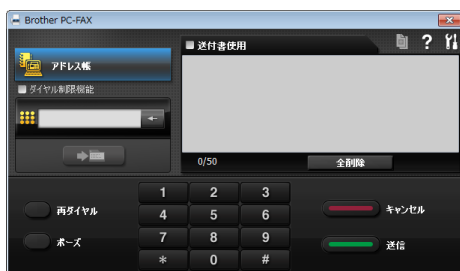 Brother PC-FAX
送付書使用
?
アドレス帳
ダイヤル制限機能
0/50
全削除
1 2 3
再ダイヤル
4 5 6
キャンセル
ポーズ
7 8 9
送信
* 0 #